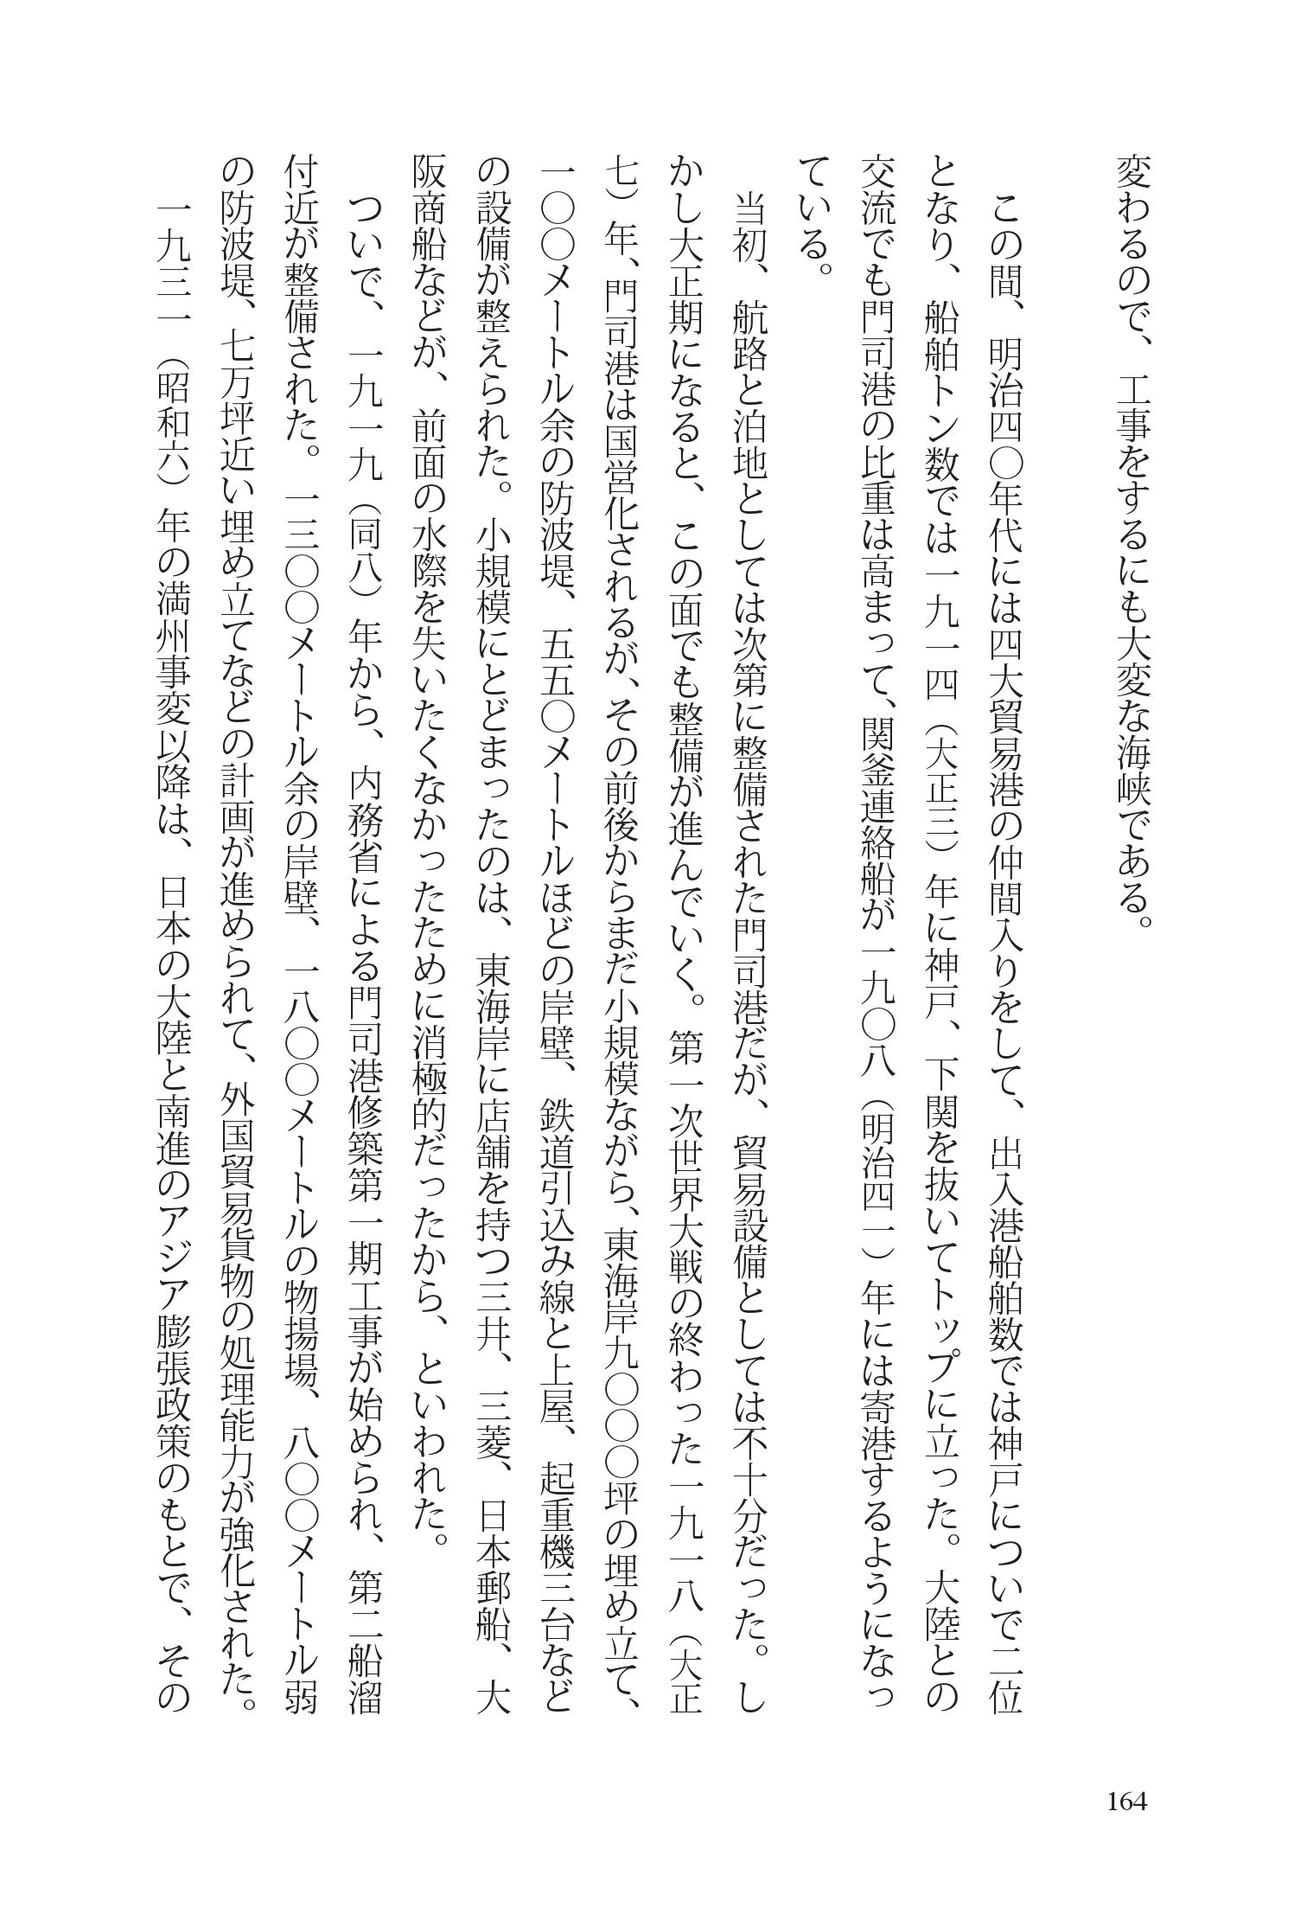 変わるので、工事をするにも大変な海峡である。
この間、明治四〇年代には四大貿易港の仲間入りをして、出入港船舶数では神戸についで二位
となり、船舶トン数では一九一四（大正三）年に神戸、下関を抜いてトップに立った。大陸との
交流でも門司港の比重は高まって、関釜連絡船が一九〇八（明治四一）年には寄港するようになっ
ている。
当初、航路と泊地としては次第に整備された門司港だが、貿易設備としては不十分だった。し
かし大正期になると、この面でも整備が進んでいく。第一次世界大戦の終わった一九一八（大正
七）年、門司港は国営化されるが、その前後からまだ小規模ながら、東海岸九〇〇〇坪の埋め立て、
一〇〇メートル余の防波堤、五五〇メートルほどの岸壁、鉄道引込み線と上屋、起重機三台など
の設備が整えられた。小規模にとどまったのは、東海岸に店舗を持つ三井、三菱、日本郵船、大
阪商船などが、前面の水際を失いたくなかったために消極的だったから、といわれた。
ついで、一九一九（同八）年から、内務省による門司港修築第一期工事が始められ、第二船溜
付近が整備された。一三〇〇メートル余の岸壁、一八〇〇メートルの物揚場、八〇〇メートル弱
の防波堤、七万坪近い埋め立てなどの計画が進められて、外国貿易貨物の処理能力が強化された。
一九三一（昭和六）年の満州事変以降は、日本の大陸と南進のアジア膨張政策のもとで、その
164